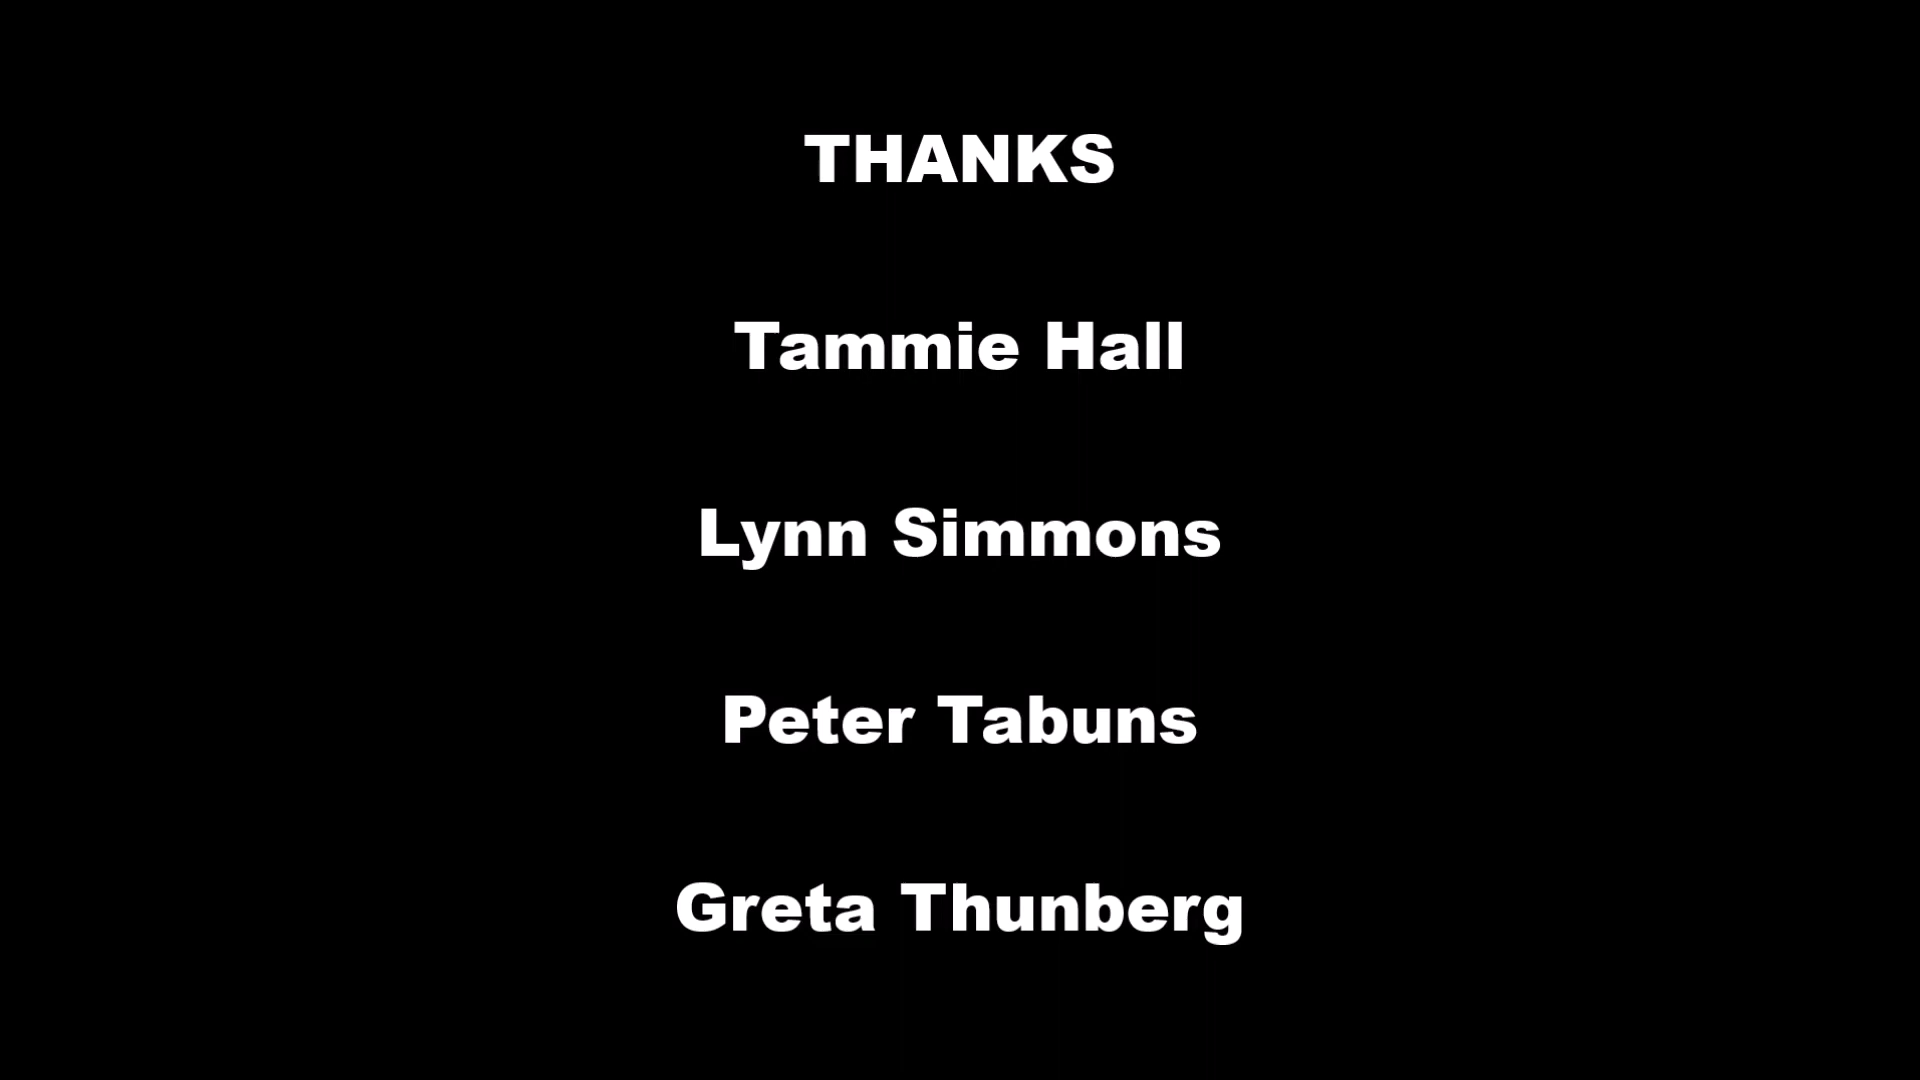 THANKS
Tammie Hall
Lynn Simmons
Peter Tabuns
Greta Thunberg